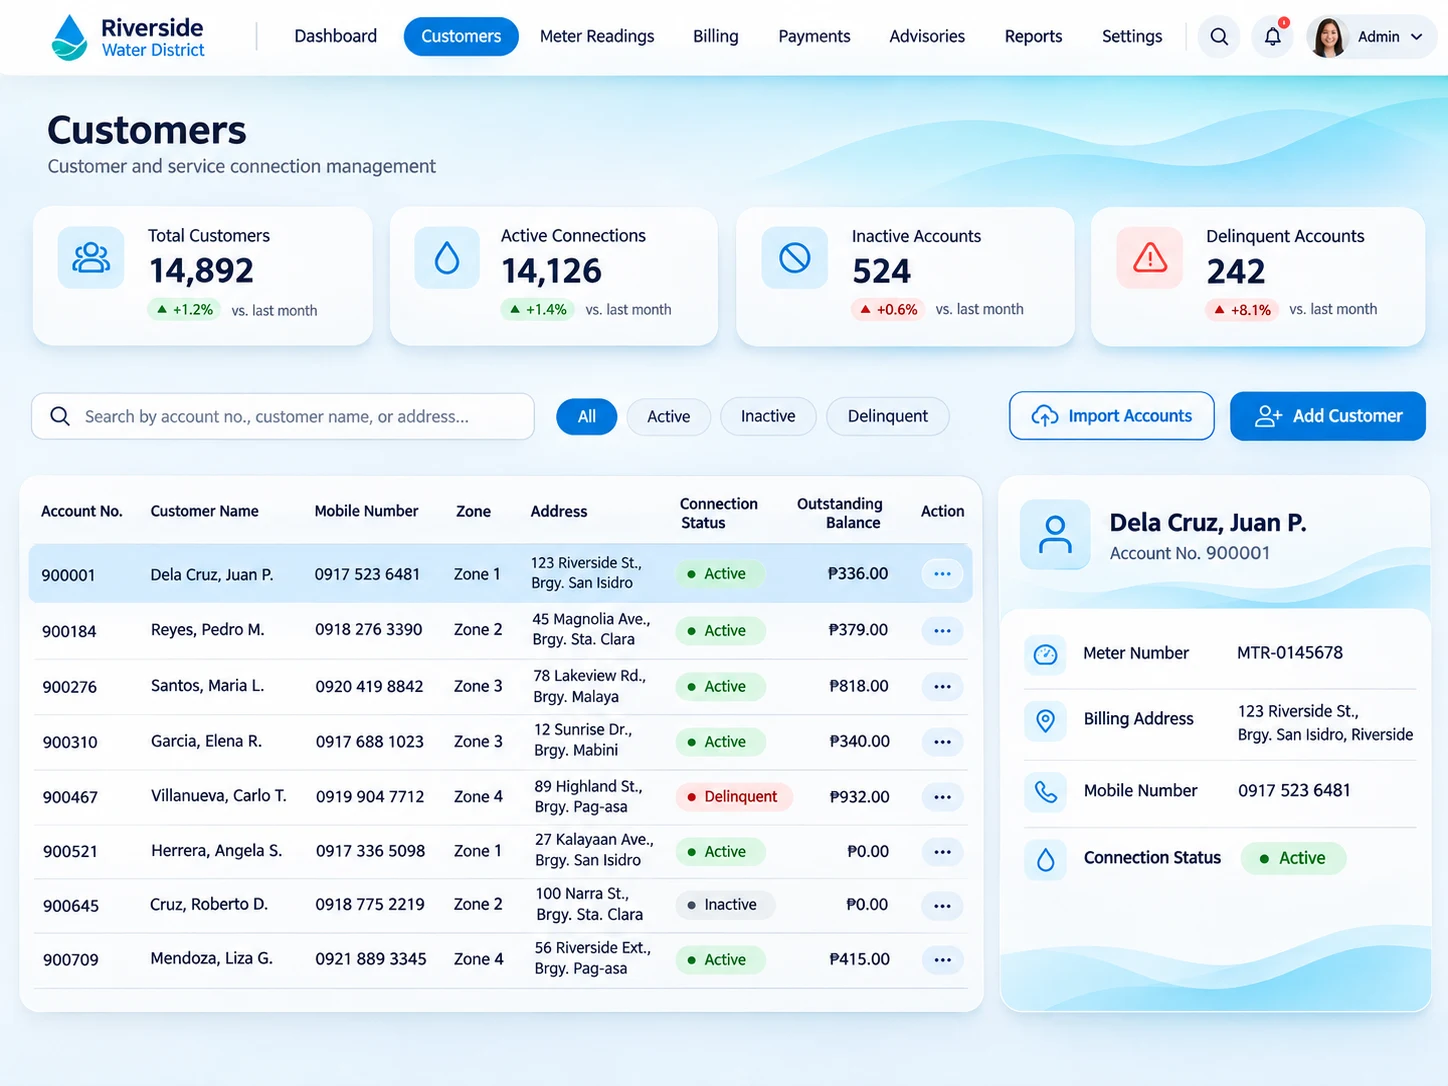 Riverside
Water District
Dashboard
Customers
Meter Readings
Billing
Payments
Advisories
Reports
Settings
Admin
Customers
Customer and service connection management
Total Customers
14,892
▲ +1.2% vs. last month
Active Connections
14,126
▲ +1.4% vs. last month
Inactive Accounts
524
▲ +0.6% vs. last month
Delinquent Accounts
242
▲ +8.1% vs. last month
Search by account no., customer name, or address...
All
Active
Inactive
Delinquent
Import Accounts
Add Customer
Account No. Customer Name Mobile Number Zone Address Connection Status Outstanding Balance Action
900001 Dela Cruz, Juan P. 0917 523 6481 Zone 1 123 Riverside St., Brgy. San Isidro Active ₱336.00
900184 Reyes, Pedro M. 0918 276 3390 Zone 2 45 Magnolia Ave., Brgy. Sta. Clara Active ₱379.00
900276 Santos, Maria L. 0920 419 8842 Zone 3 78 Lakeview Rd., Brgy. Malaya Active ₱818.00
900310 Garcia, Elena R. 0917 688 1023 Zone 3 12 Sunrise Dr., Brgy. Mabini Active ₱340.00
900467 Villanueva, Carlo T. 0919 904 7712 Zone 4 89 Highland St., Brgy. Pag-asa Delinquent ₱932.00
900521 Herrera, Angela S. 0917 336 5098 Zone 1 27 Kalayaan Ave., Brgy. San Isidro Active ₱0.00
900645 Cruz, Roberto D. 0918 775 2219 Zone 2 100 Narra St., Brgy. Sta. Clara Inactive ₱0.00
900709 Mendoza, Liza G. 0921 889 3345 Zone 4 56 Riverside Ext., Brgy. Pag-asa Active ₱415.00
Dela Cruz, Juan P.
Account No. 900001
Meter Number MTR-0145678
Billing Address 123 Riverside St.,
Brgy. San Isidro, Riverside
Mobile Number 0917 523 6481
Connection Status Active